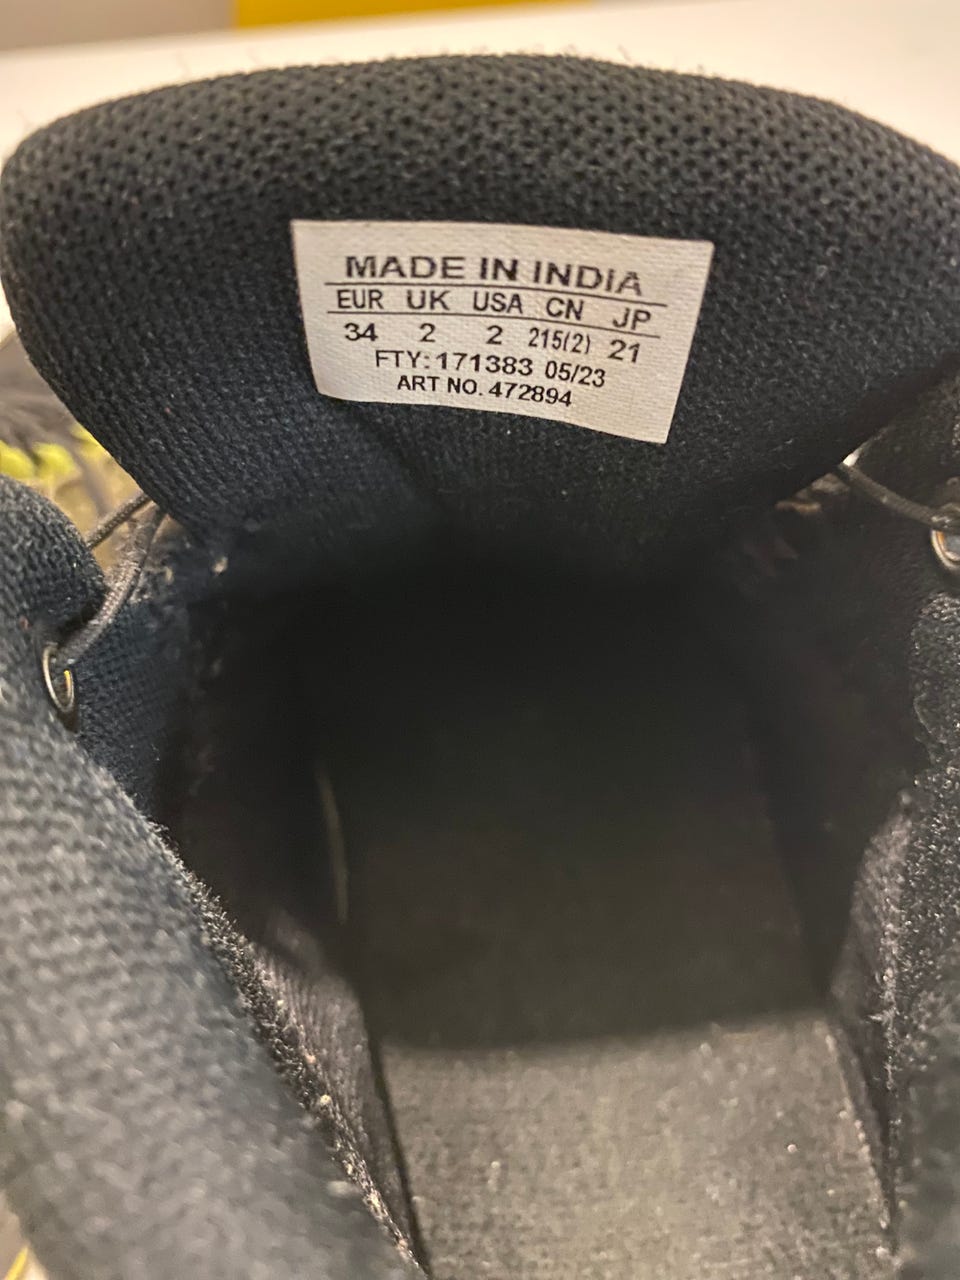 MADE IN INDIA
EUR UK USA CN JP
34 2 2 215(2) 21
FTY: 171383 05/23
ART NO. 472894